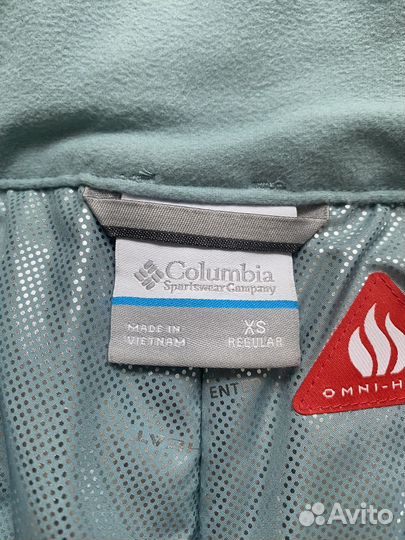 Columbia
Sportswear Company
MADE IN
VIETNAM
XS
REGULAR
OMNI-H
ENT
Avito